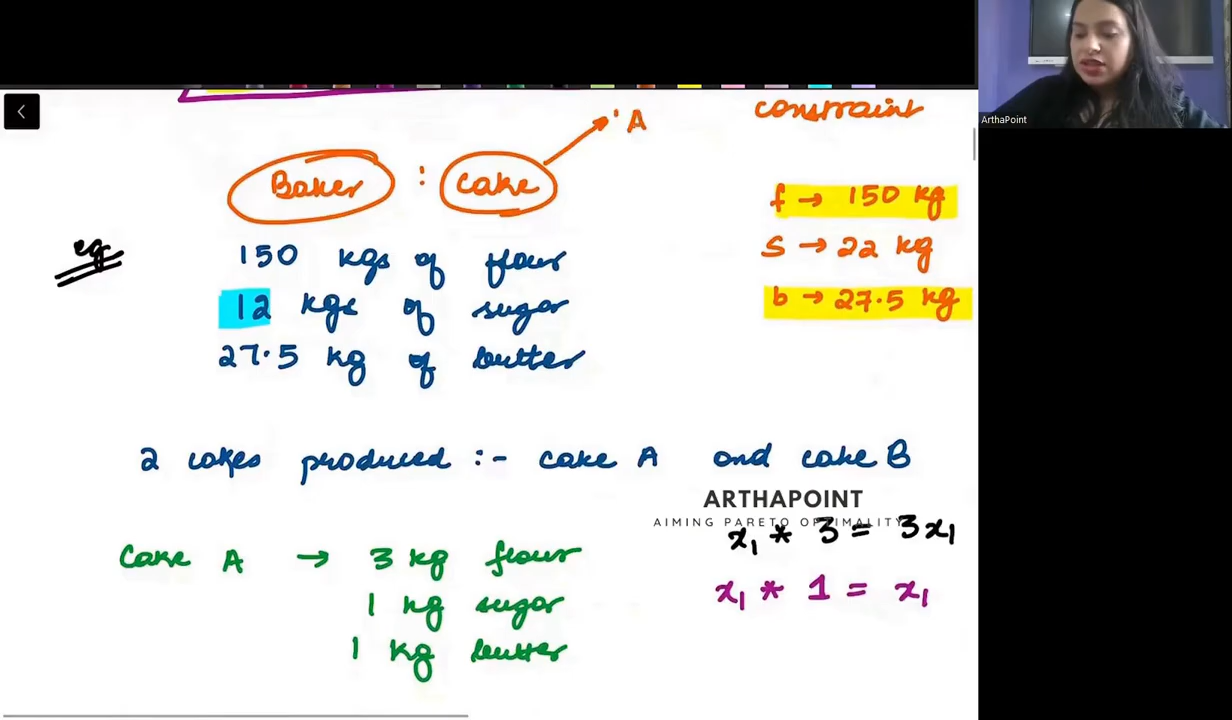 constraint
A
Baker : Cake
f → 150 kg
eg
150 kgs of flour
S → 22 kg
12 kgs of sugar
b → 27.5 kg
27.5 kg of butter
2 cakes produced :- cake A and cake B
ARTHAPOINT
AIMING PARETO OPTIMALITY
x₁ * 3 = 3x₁
Cake A → 3 kg flour
x₁ * 1 = x₁
1 kg sugar
1 kg butter
ArthaPoint